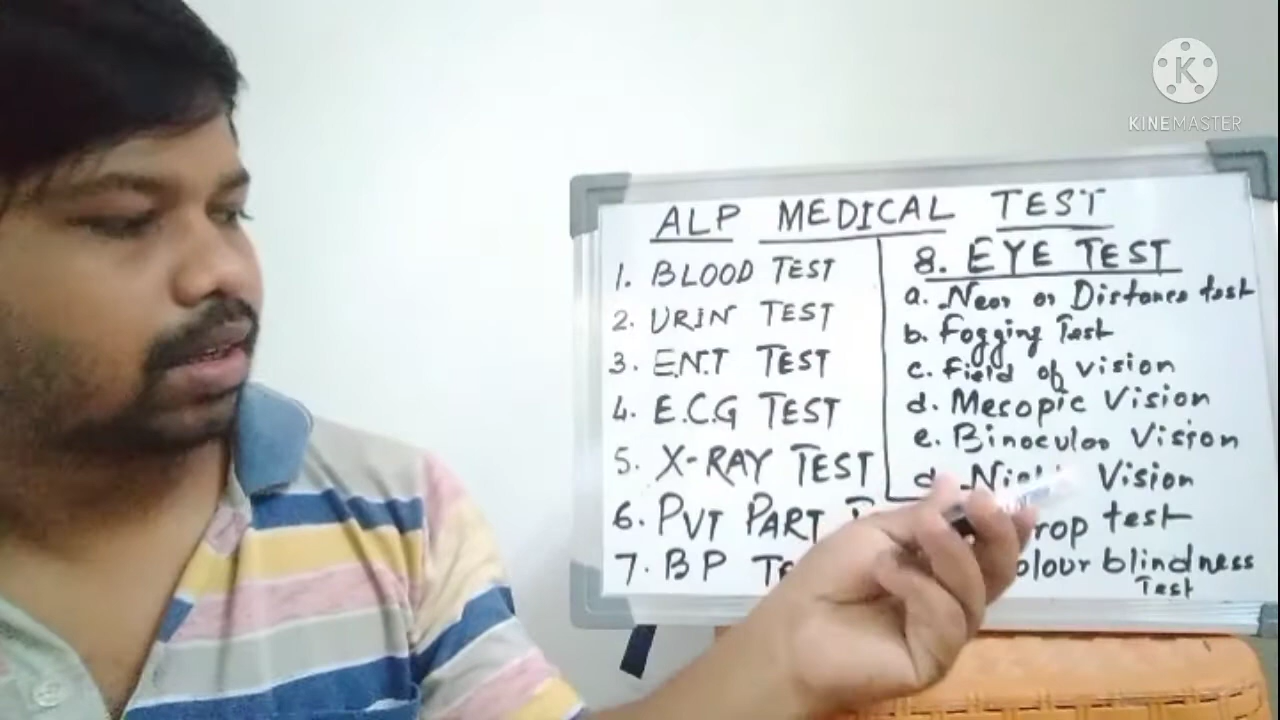 KINEMASTER
ALP MEDICAL TEST
1. BLOOD TEST
2. URIN TEST
3. E.N.T TEST
4. E.C.G TEST
5. X-RAY TEST
6. PVT PART
7. BP
8. EYE TEST
a. Near or Distance test
b. Fogging Test
c. Field of vision
d. Mesopic Vision
e. Binocular Vision
d. Vision
test
blindness
Test